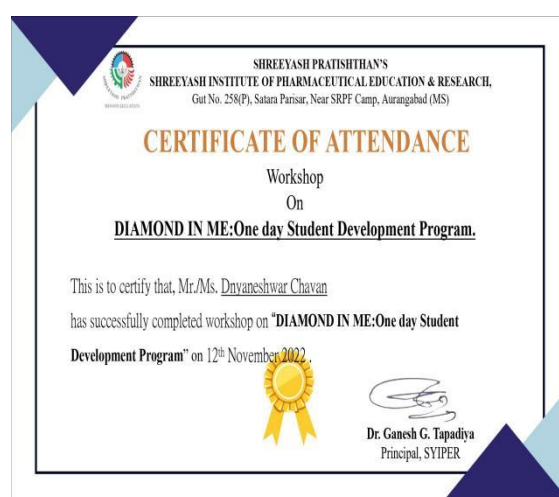 SHREEYASH PRATISHTHAN'S
SHREEYASH INSTITUTE OF PHARMACEUTICAL EDUCATION & RESEARCH,
Gut No. 258(P), Satara Parisar, Near SRPF Camp, Aurangabad (MS)
CERTIFICATE OF ATTENDANCE
Workshop
On
DIAMOND IN ME:One day Student Development Program.
This is to certify that, Mr./Ms. Dnyaneshwar Chavan
has successfully completed workshop on “DIAMOND IN ME:One day Student
Development Program” on 12th November 2022 .
Dr. Ganesh G. Tapadiya
Principal, SYIPER